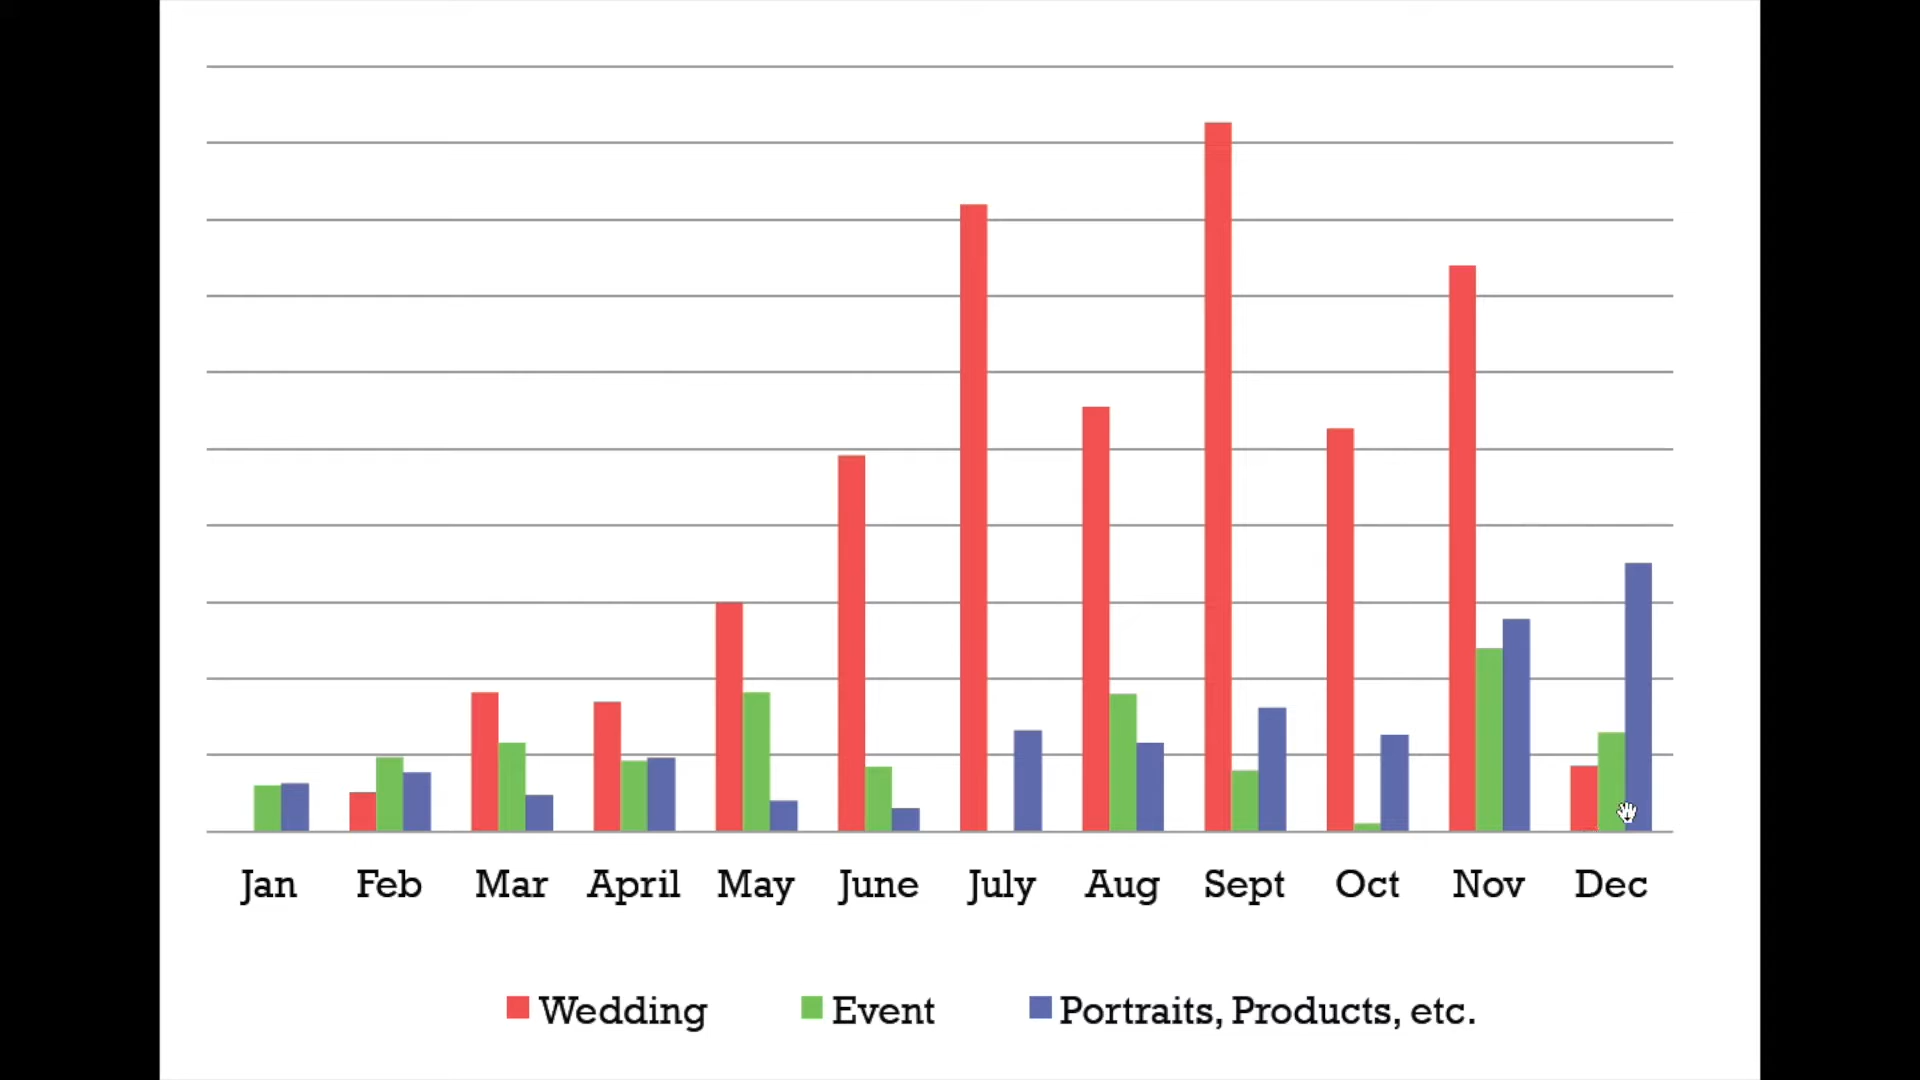 Jan Feb Mar April May June July Aug Sept Oct Nov Dec
Wedding Event Portraits, Products, etc.